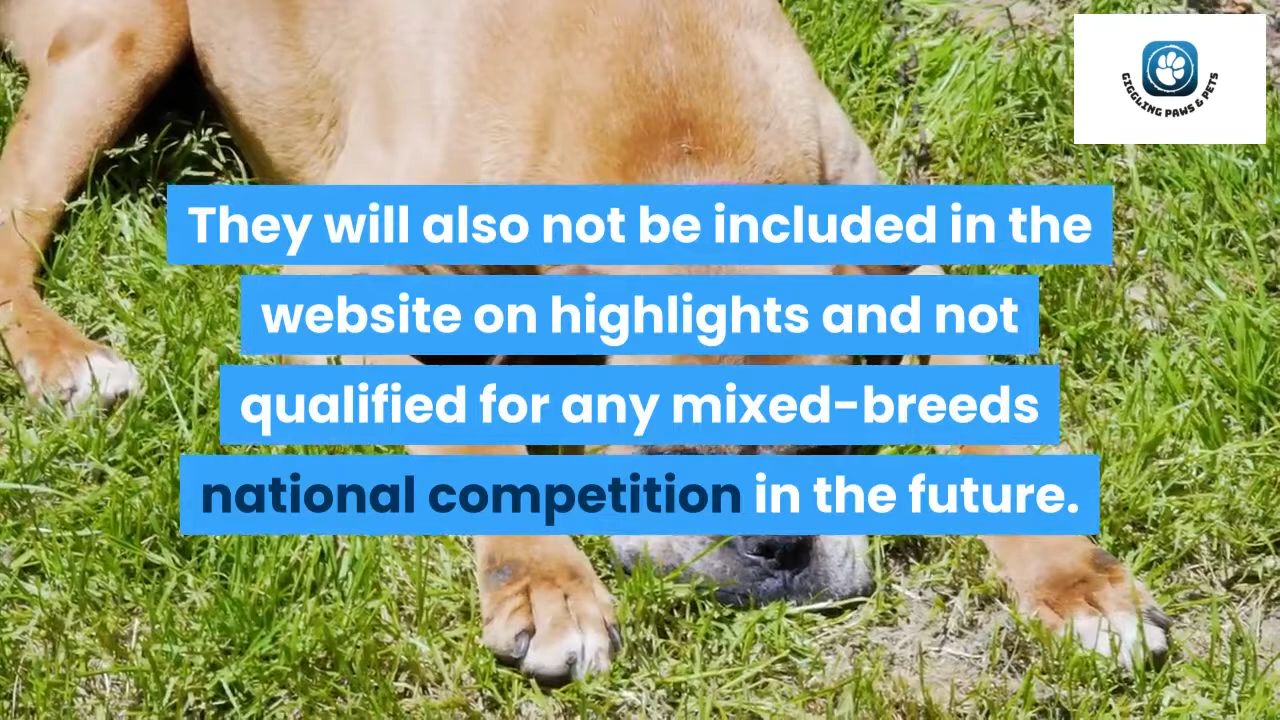 GIGGLING PAWS & PETS
They will also not be included in the
website on highlights and not
qualified for any mixed-breeds
national competition in the future.